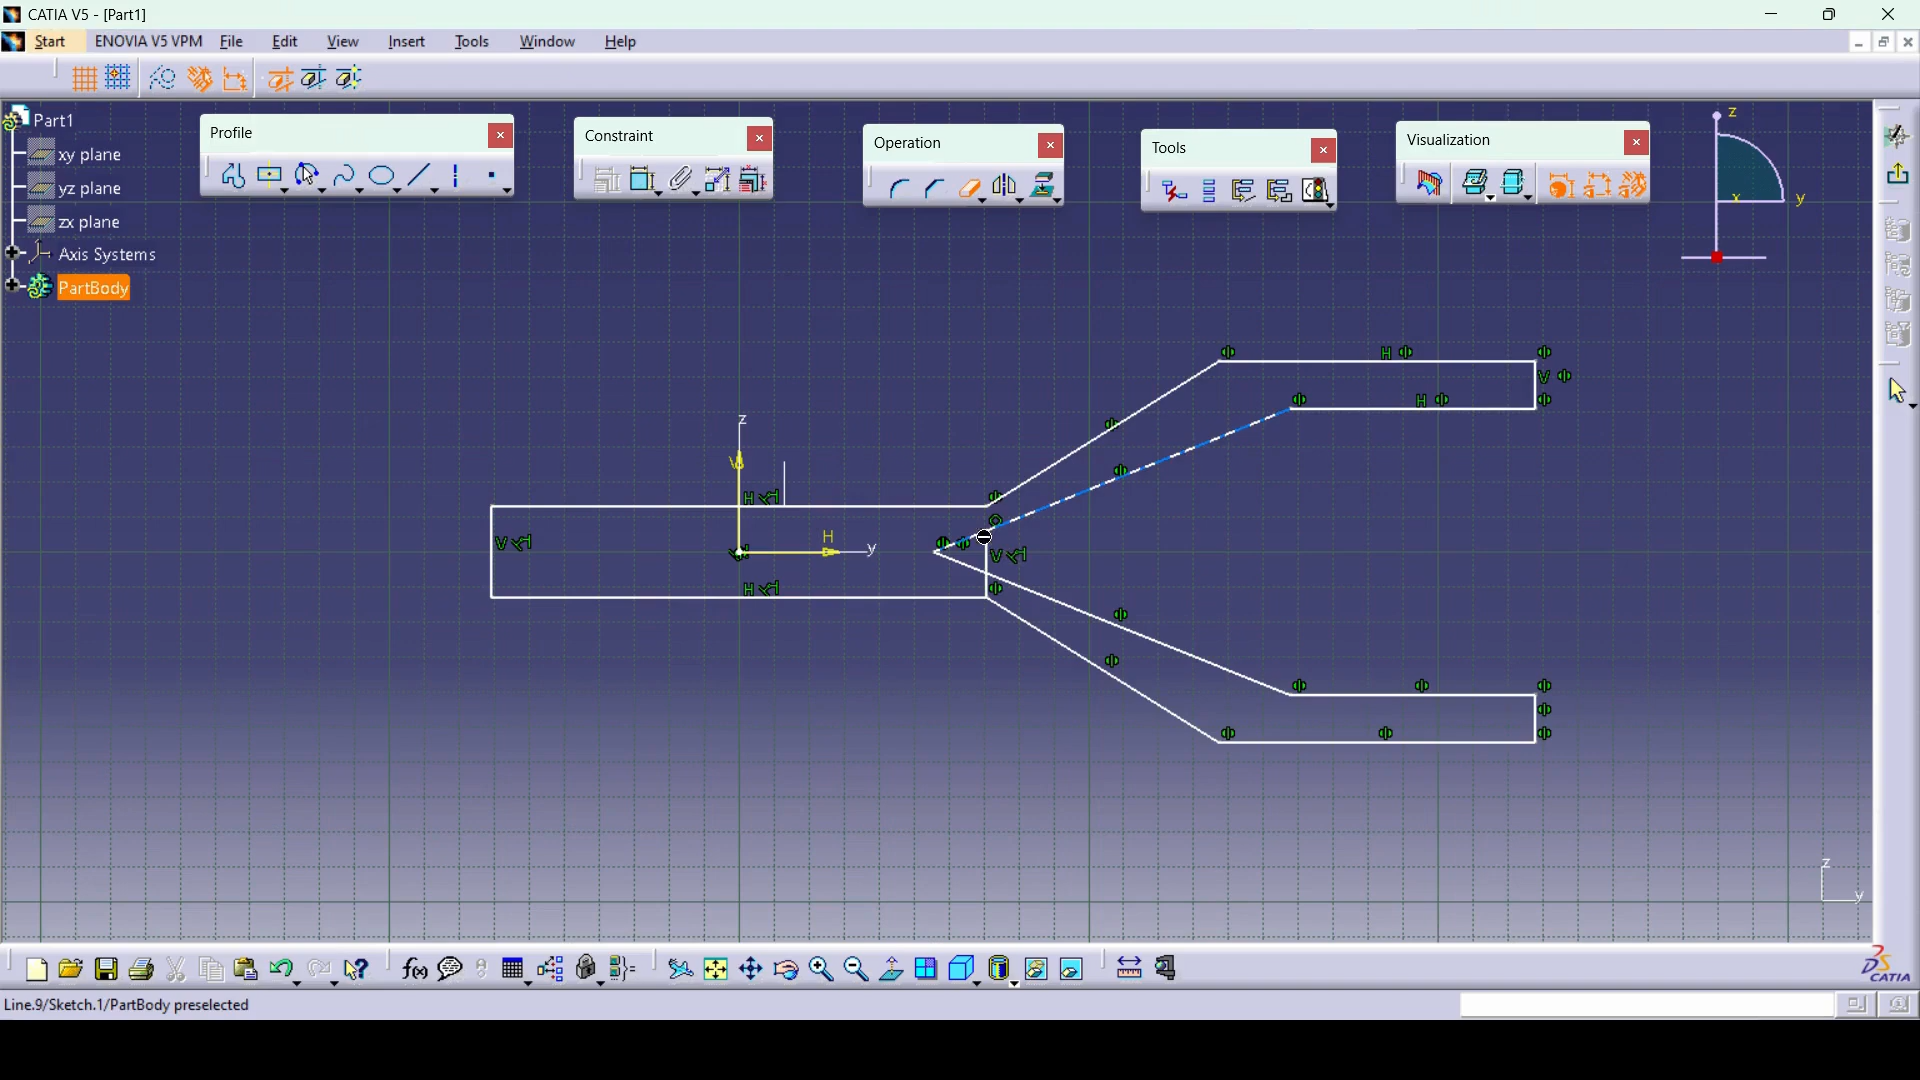 CATIA V5 - [Part1]
Start ENOVIA V5 VPM File Edit View Insert Tools Window Help
Part1
xy plane
yz plane
zx plane
Axis Systems
PartBody
Profile
Constraint
Operation
Tools
Visualization
z
x
y
H
V
H
V
H
V
H
z
V
H
y
H
V
z
y
f(x)
DS
CATIA
Line.9/Sketch.1/PartBody preselected